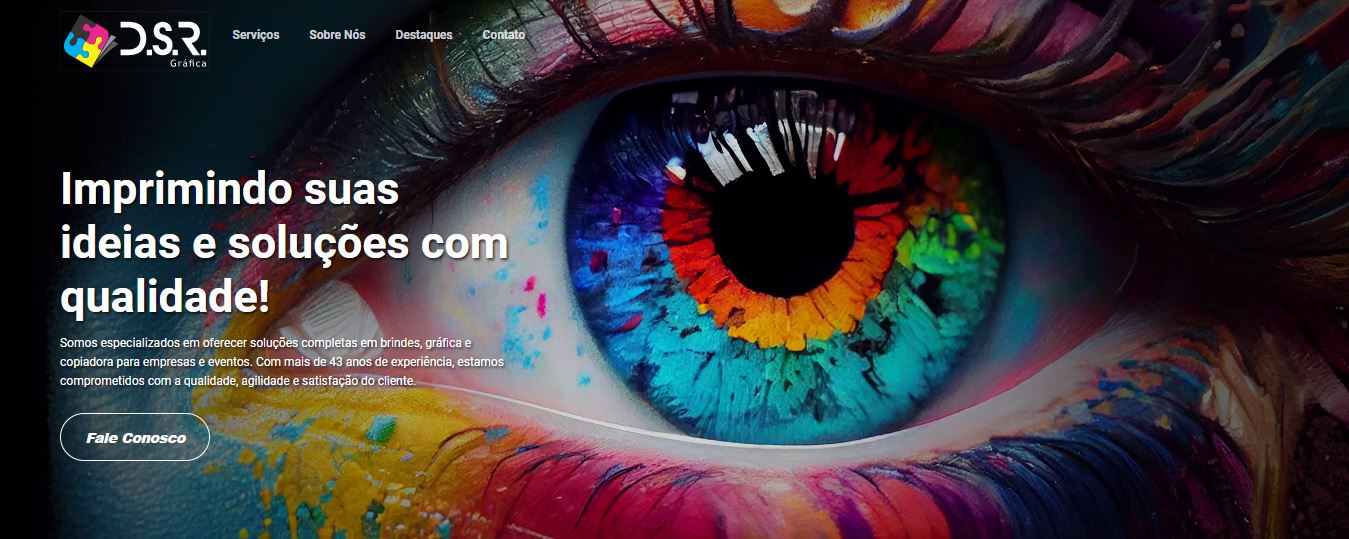 D.S.R.
Gráfica
Serviços Sobre Nós Destaques Contato
Imprimindo suas
ideias e soluções com
qualidade!
Somos especializados em oferecer soluções completas em brindes, gráfica e
copiadora para empresas e eventos. Com mais de 43 anos de experiência, estamos
comprometidos com a qualidade, agilidade e satisfação do cliente.
Fale Conosco